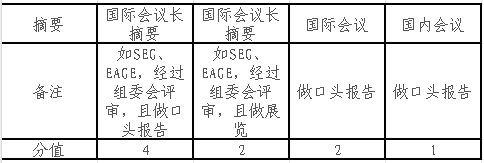 摘要
国际会议长
摘要
国际会议长
摘要
国际会议
国内会议
备注
如SEG、
EAGE，经过
组委会评
审，且做口
头报告
如SEG、
EAGE，经过
组委会评
审，且做展
览
做口头报告
做口头报告
分值
4
2
2
1